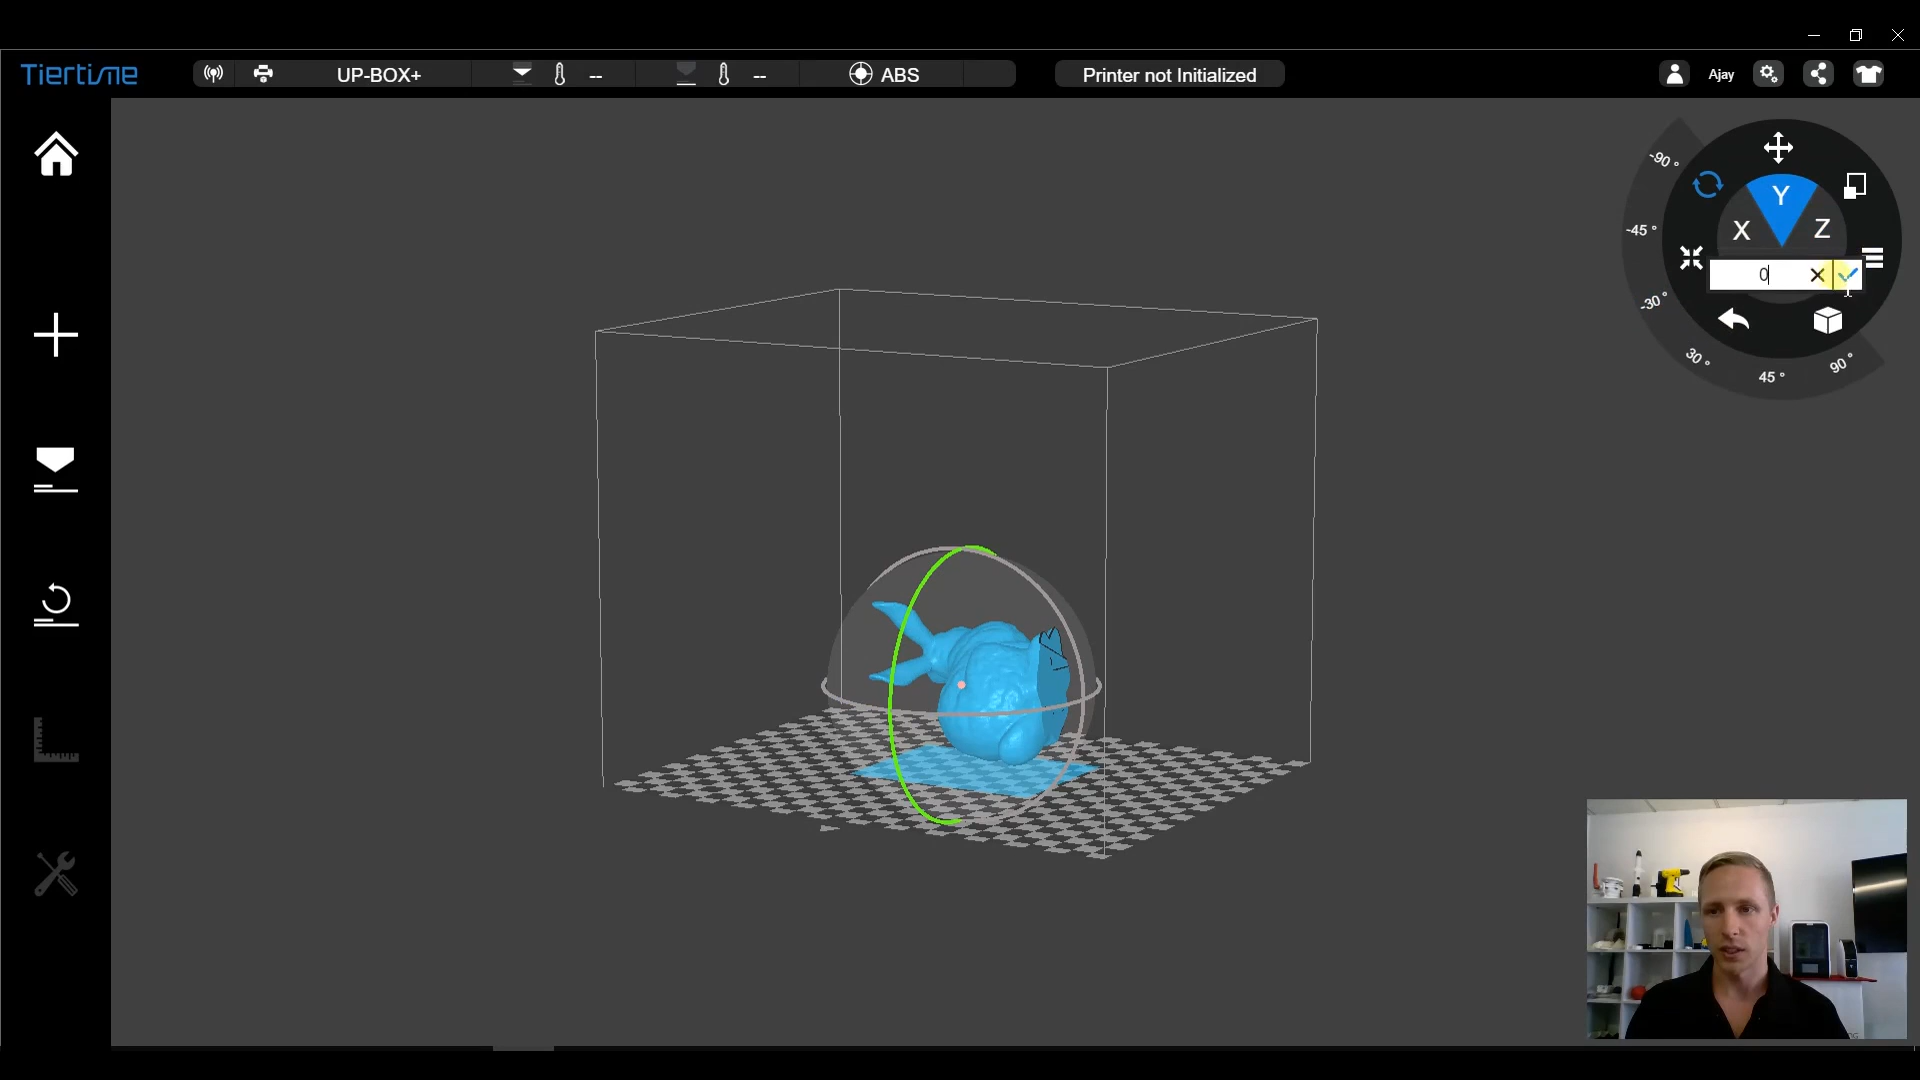 Tiertime
UP-BOX+
--
--
ABS
Printer not Initialized
Ajay
-90°
-45°
-30°
30°
45°
90°
Y
X
Z
0